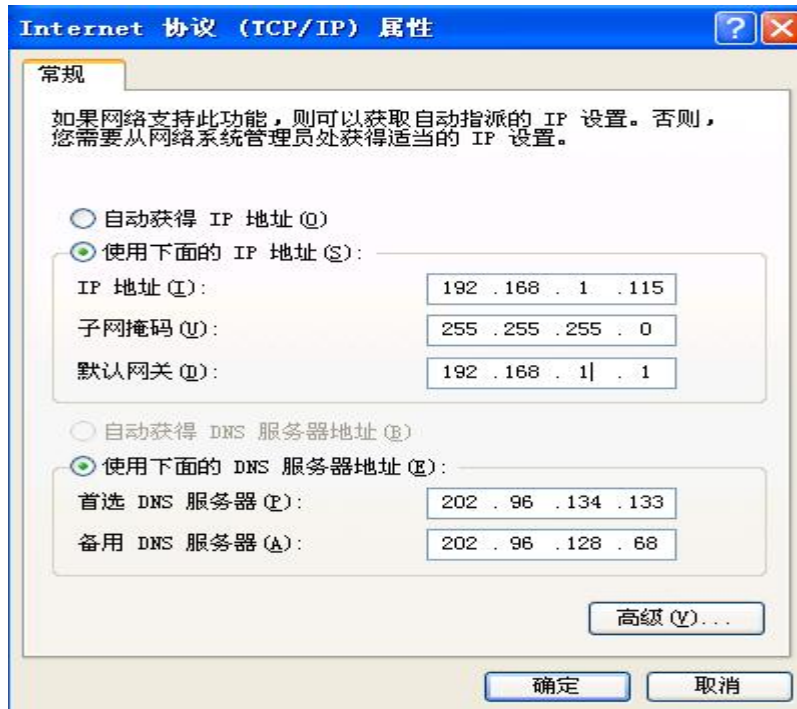 Internet 协议 (TCP/IP) 属性
常规
如果网络支持此功能，则可以获取自动指派的 IP 设置。否则，
您需要从网络系统管理员处获得适当的 IP 设置。
自动获得 IP 地址(O)
使用下面的 IP 地址(S):
IP 地址(I): 192 .168 . 1 .115
子网掩码(U): 255 .255 .255 . 0
默认网关(D): 192 .168 . 1 . 1
自动获得 DNS 服务器地址(B)
使用下面的 DNS 服务器地址(E):
首选 DNS 服务器(P): 202 . 96 .134 .133
备用 DNS 服务器(A): 202 . 96 .128 . 68
高级(V)...
确定 取消